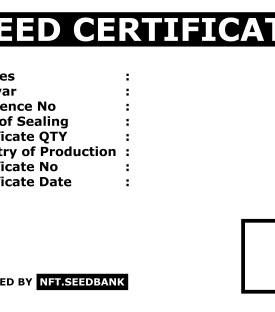 EED CERTIFICAT
es :
var :
ence No :
of Sealing :
icate QTY :
try of Production :
icate No :
icate Date :
ED BY NFT.SEEDBANK